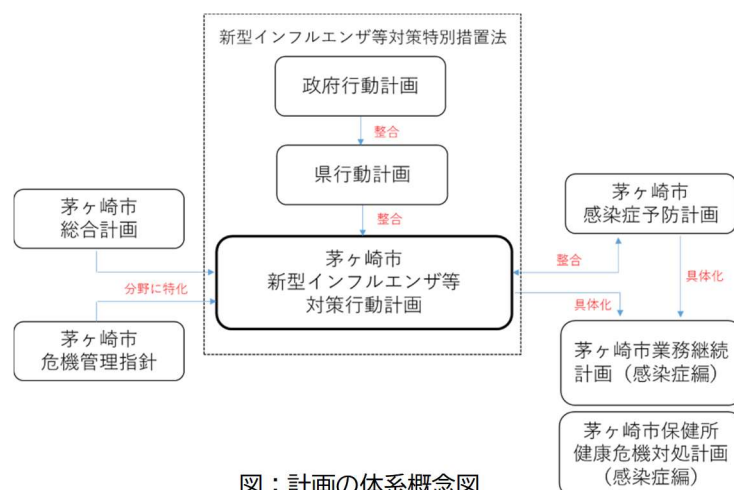 新型インフルエンザ等対策特別措置法
政府行動計画
整合
県行動計画
整合
茅ヶ崎市
総合計画
茅ヶ崎市
新型インフルエンザ等
対策行動計画
茅ヶ崎市
感染症予防計画
整合
具体化
分野に特化
具体化
茅ヶ崎市
危機管理指針
茅ヶ崎市業務継続
計画（感染症編）
茅ヶ崎市保健所
健康危機対処計画
（感染症編）
図：計画の体系概念図